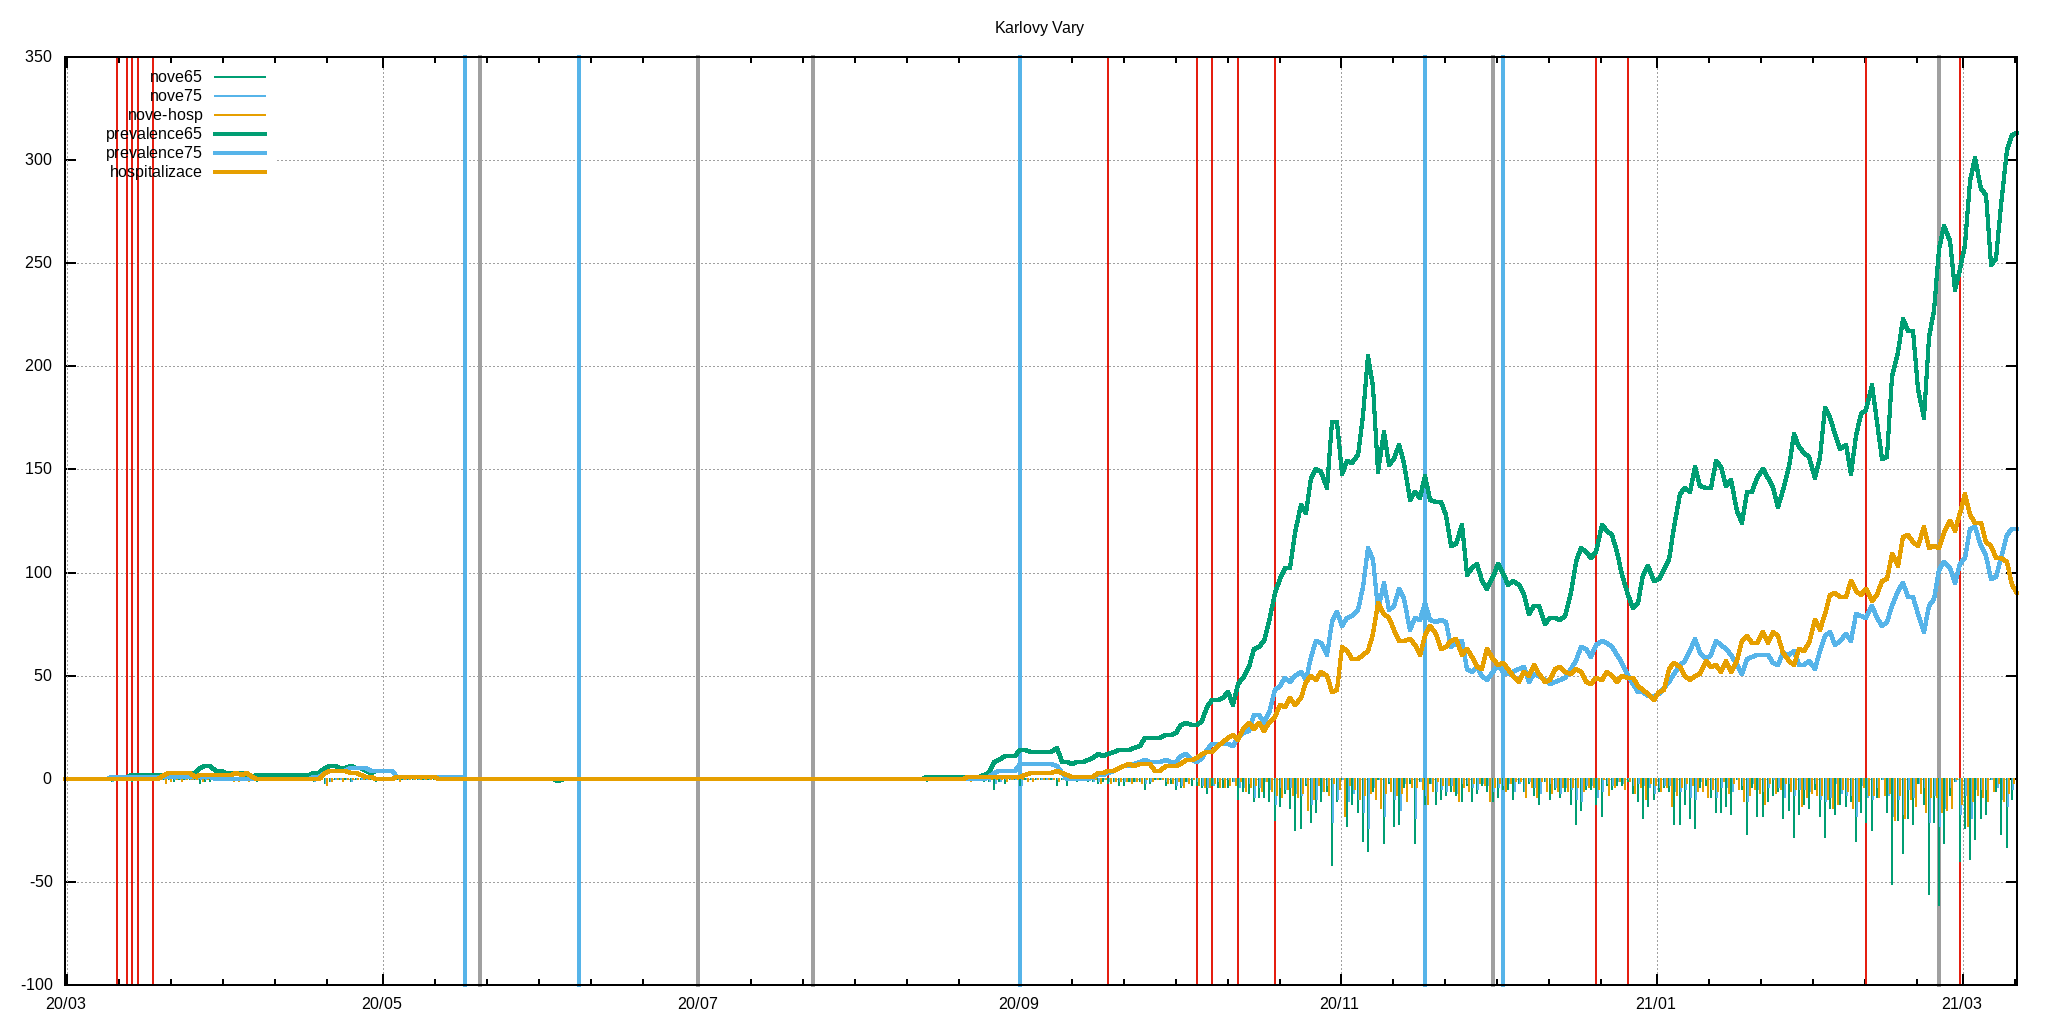 Karlovy Vary
350
300
250
200
150
100
50
0
-50
-100
nove65
nove75
nove-hosp
prevalence65
prevalence75
hospitalizace
20/03 20/05 20/07 20/09 20/11 21/01 21/03